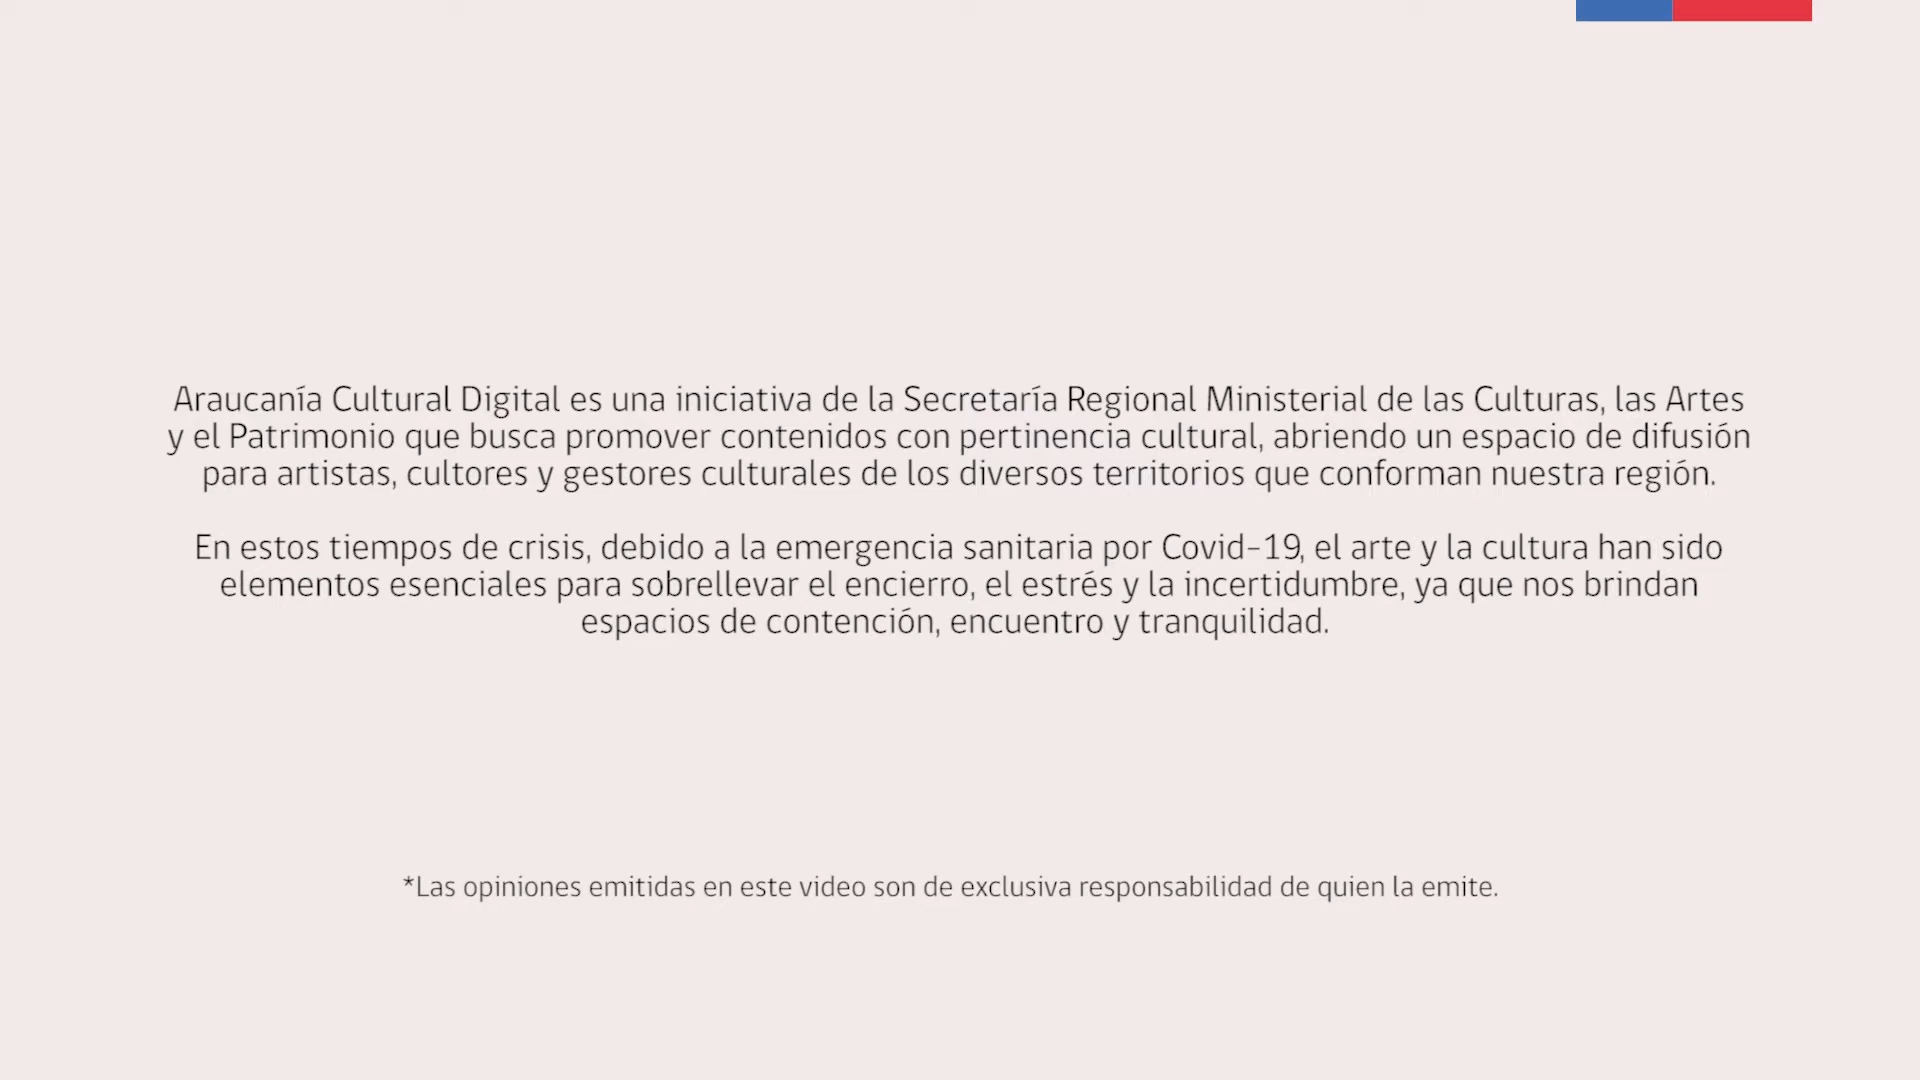 Araucanía Cultural Digital es una iniciativa de la Secretaría Regional Ministerial de las Culturas, las Artes
y el Patrimonio que busca promover contenidos con pertinencia cultural, abriendo un espacio de difusión
para artistas, cultores y gestores culturales de los diversos territorios que conforman nuestra región.
En estos tiempos de crisis, debido a la emergencia sanitaria por Covid-19, el arte y la cultura han sido
elementos esenciales para sobrellevar el encierro, el estrés y la incertidumbre, ya que nos brindan
espacios de contención, encuentro y tranquilidad.
*Las opiniones emitidas en este video son de exclusiva responsabilidad de quien la emite.